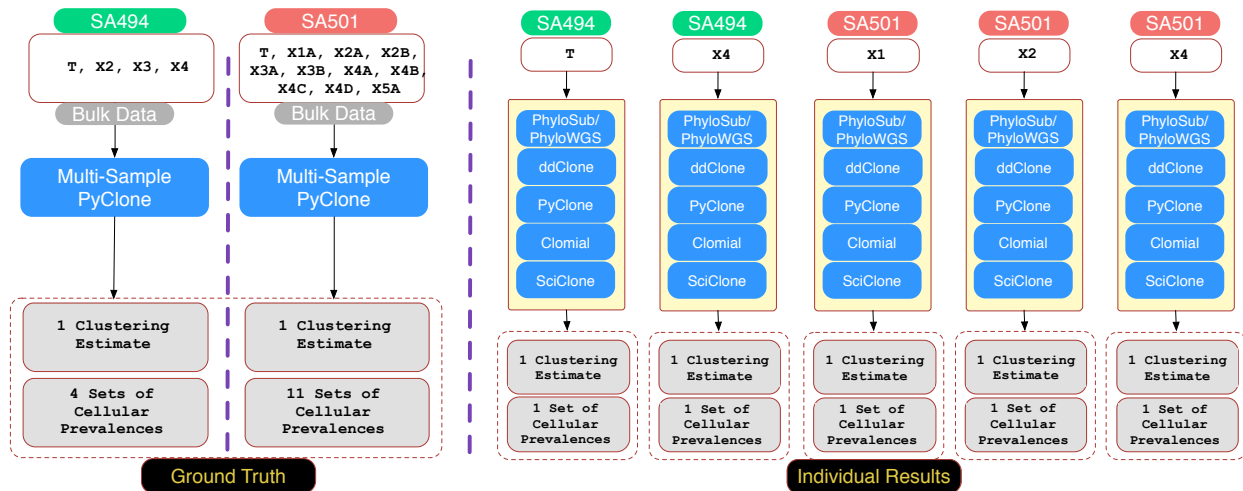 SA494
T, X2, X3, X4
Bulk Data
Multi-Sample
PyClone
1 Clustering
Estimate
4 Sets of
Cellular
Prevalences
SA501
T, X1A, X2A, X2B,
X3A, X3B, X4A, X4B,
X4C, X4D, X5A
Bulk Data
Multi-Sample
PyClone
1 Clustering
Estimate
11 Sets of
Cellular
Prevalences
Ground Truth
SA494
T
PhyloSub/
PhyloWGS
ddClone
PyClone
Clomial
SciClone
1 Clustering
Estimate
1 Set of
Cellular
Prevalences
SA494
X4
PhyloSub/
PhyloWGS
ddClone
PyClone
Clomial
SciClone
1 Clustering
Estimate
1 Set of
Cellular
Prevalences
SA501
X1
PhyloSub/
PhyloWGS
ddClone
PyClone
Clomial
SciClone
1 Clustering
Estimate
1 Set of
Cellular
Prevalences
SA501
X2
PhyloSub/
PhyloWGS
ddClone
PyClone
Clomial
SciClone
1 Clustering
Estimate
1 Set of
Cellular
Prevalences
SA501
X4
PhyloSub/
PhyloWGS
ddClone
PyClone
Clomial
SciClone
1 Clustering
Estimate
1 Set of
Cellular
Prevalences
Individual Results